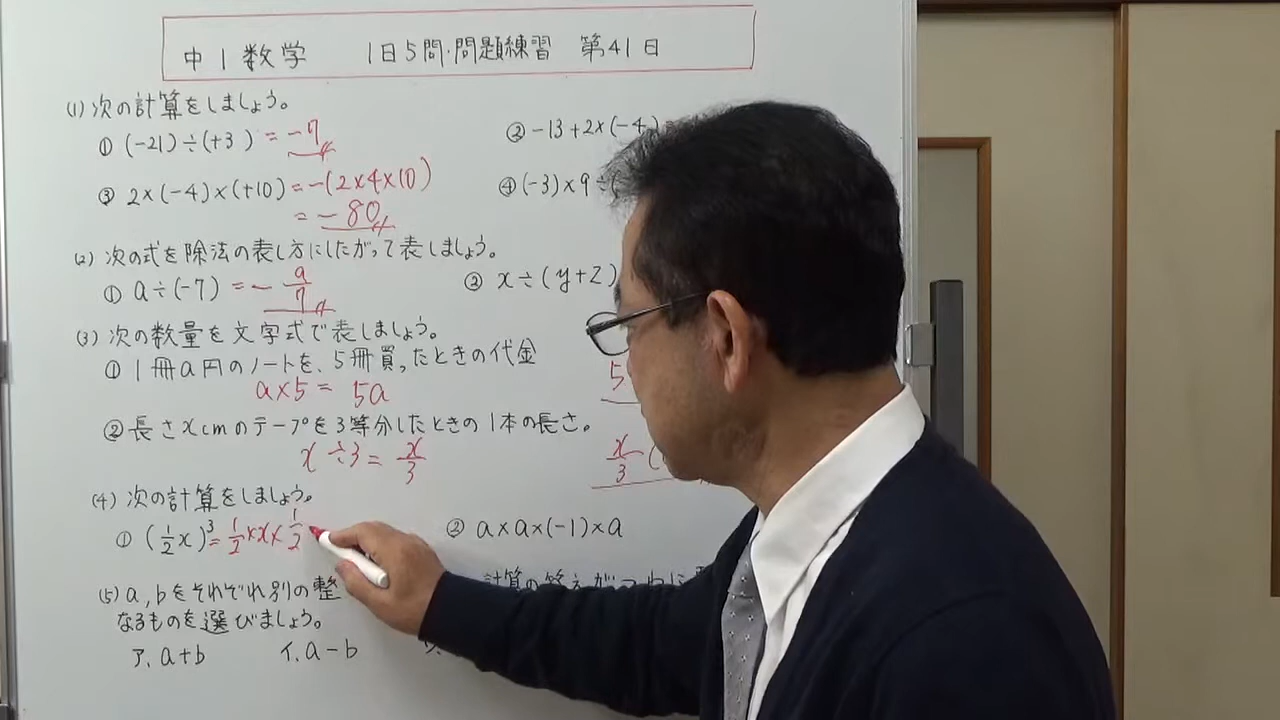 中1数学 1日5問・問題練習 第41日
(1) 次の計算をしましょう。
① (-21)÷(+3) = -7
② -13+2×(-4)
③ 2×(-4)×(+10) = -(2×4×10)
= -80
④ (-3)×9÷
(2) 次の式を除法の表し方にしたがって表しましょう。
① a÷(-7) = -a/7
② x÷(y+2)
(3) 次の数量を文字式で表しましょう。
① 1冊a円のノートを、5冊買ったときの代金
a×5 = 5a
5
② 長さxcmのテープを3等分したときの1本の長さ。
x÷3 = x/3
x/3 (
(4) 次の計算をしましょう。
① (1/2x)³ = 1/2×x×1/2
② a×a×(-1)×a
(5) a,bをそれぞれ別の整 計算の答えがつねに
なるものを選びましょう。
ア、a+b イ、a-b